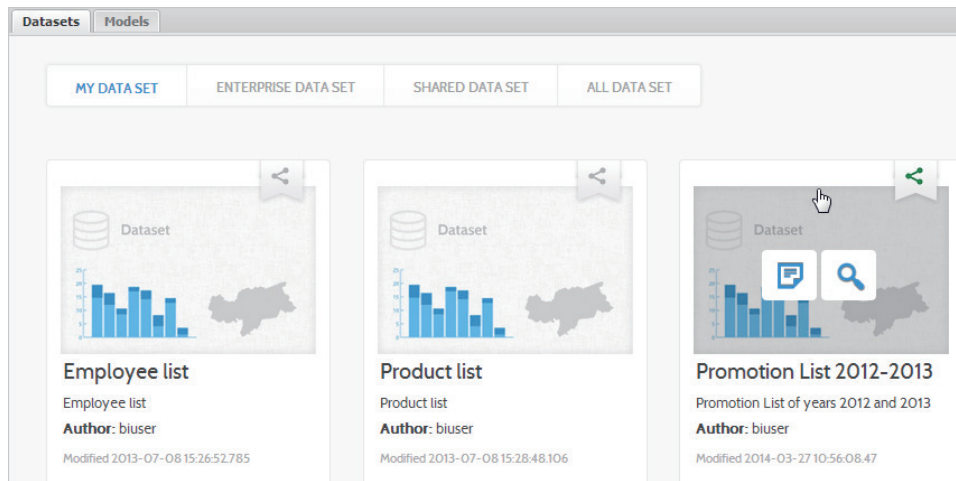 Datasets Models
MY DATA SET ENTERPRISE DATA SET SHARED DATA SET ALL DATA SET
Dataset Dataset Dataset
Employee list Product list Promotion List 2012-2013
Employee list Product list Promotion List of years 2012 and 2013
Author: biuser Author: biuser Author: biuser
Modified 2013-07-08 15:26:52.785 Modified 2013-07-08 15:28:48.106 Modified 2014-03-27 10:56:08.47